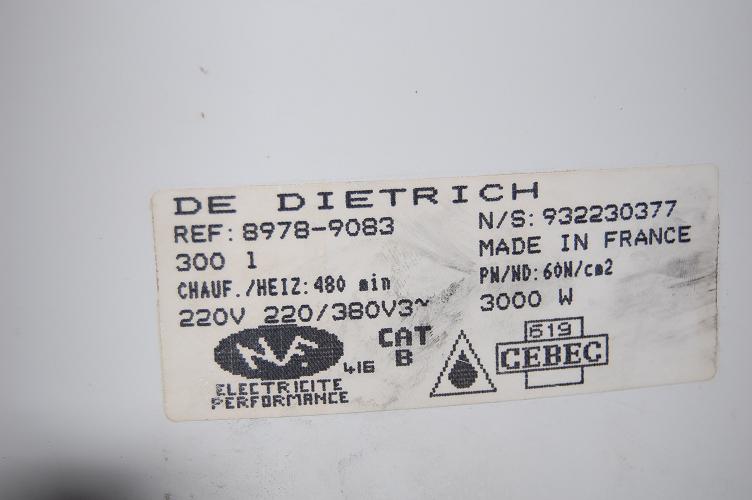 DE DIETRICH
REF: 8978-9083
N/S: 932230377
300 l
MADE IN FRANCE
CHAUF./HEIZ: 480 min
PN/ND: 60N/cm2
220V 220/380V3~
3000 W
NF
416
CAT
B
519
CEBEC
ELECTRICITE
PERFORMANCE